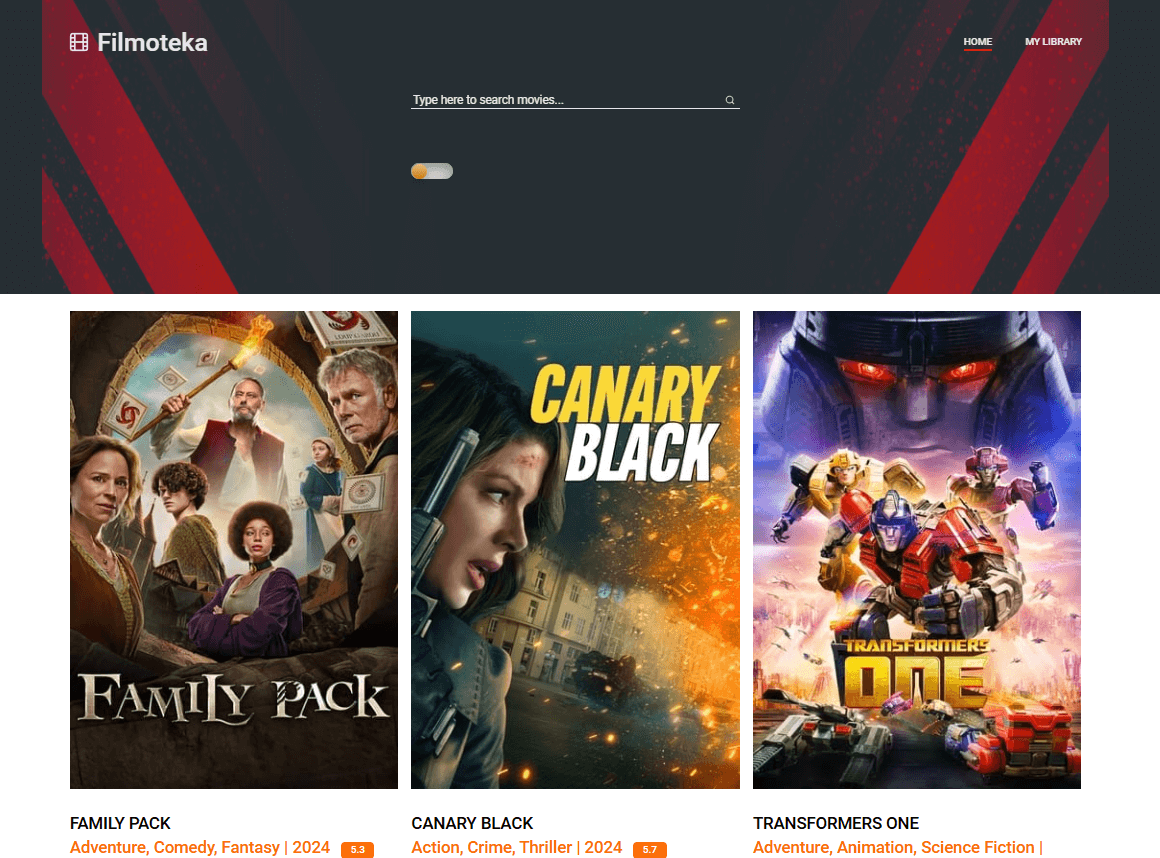 Filmoteka
HOME
MY LIBRARY
Type here to search movies...
FAMILY PACK
CANARY
BLACK
TRANSFORMERS
ONE
FAMILY PACK
Adventure, Comedy, Fantasy | 2024 5.3
CANARY BLACK
Action, Crime, Thriller | 2024 5.7
TRANSFORMERS ONE
Adventure, Animation, Science Fiction |